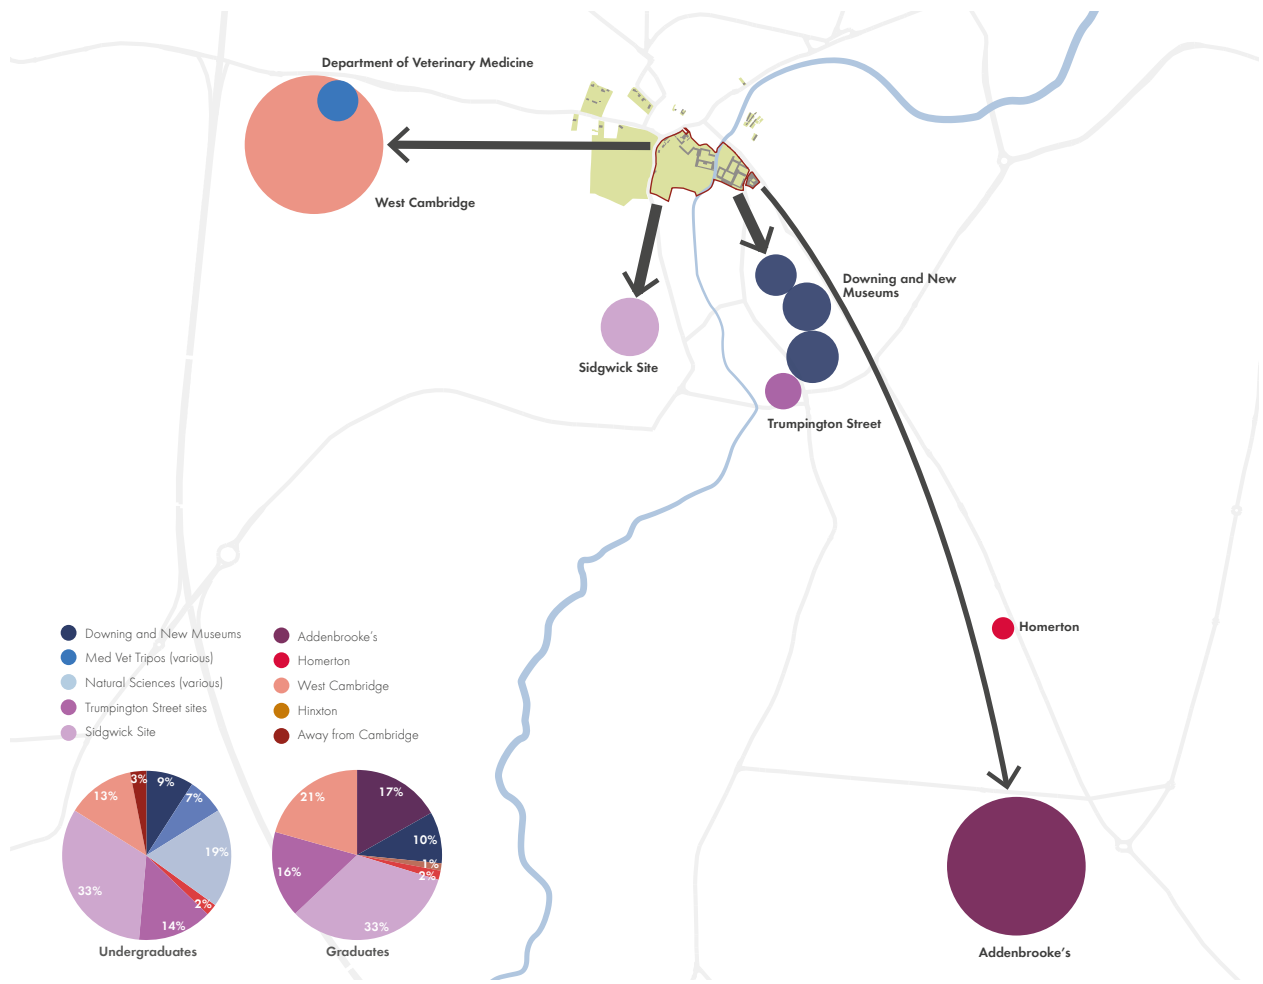 Department of Veterinary Medicine
West Cambridge
Downing and New
Museums
Sidgwick Site
Trumpington Street
Homerton
Downing and New Museums
Med Vet Tripos (various)
Natural Sciences (various)
Trumpington Street sites
Sidgwick Site
Addenbrooke's
Homerton
West Cambridge
Hinxton
Away from Cambridge
3%
9%
7%
13%
19%
33%
2%
14%
Undergraduates
17%
21%
10%
1%
2%
16%
33%
Graduates
Addenbrooke's